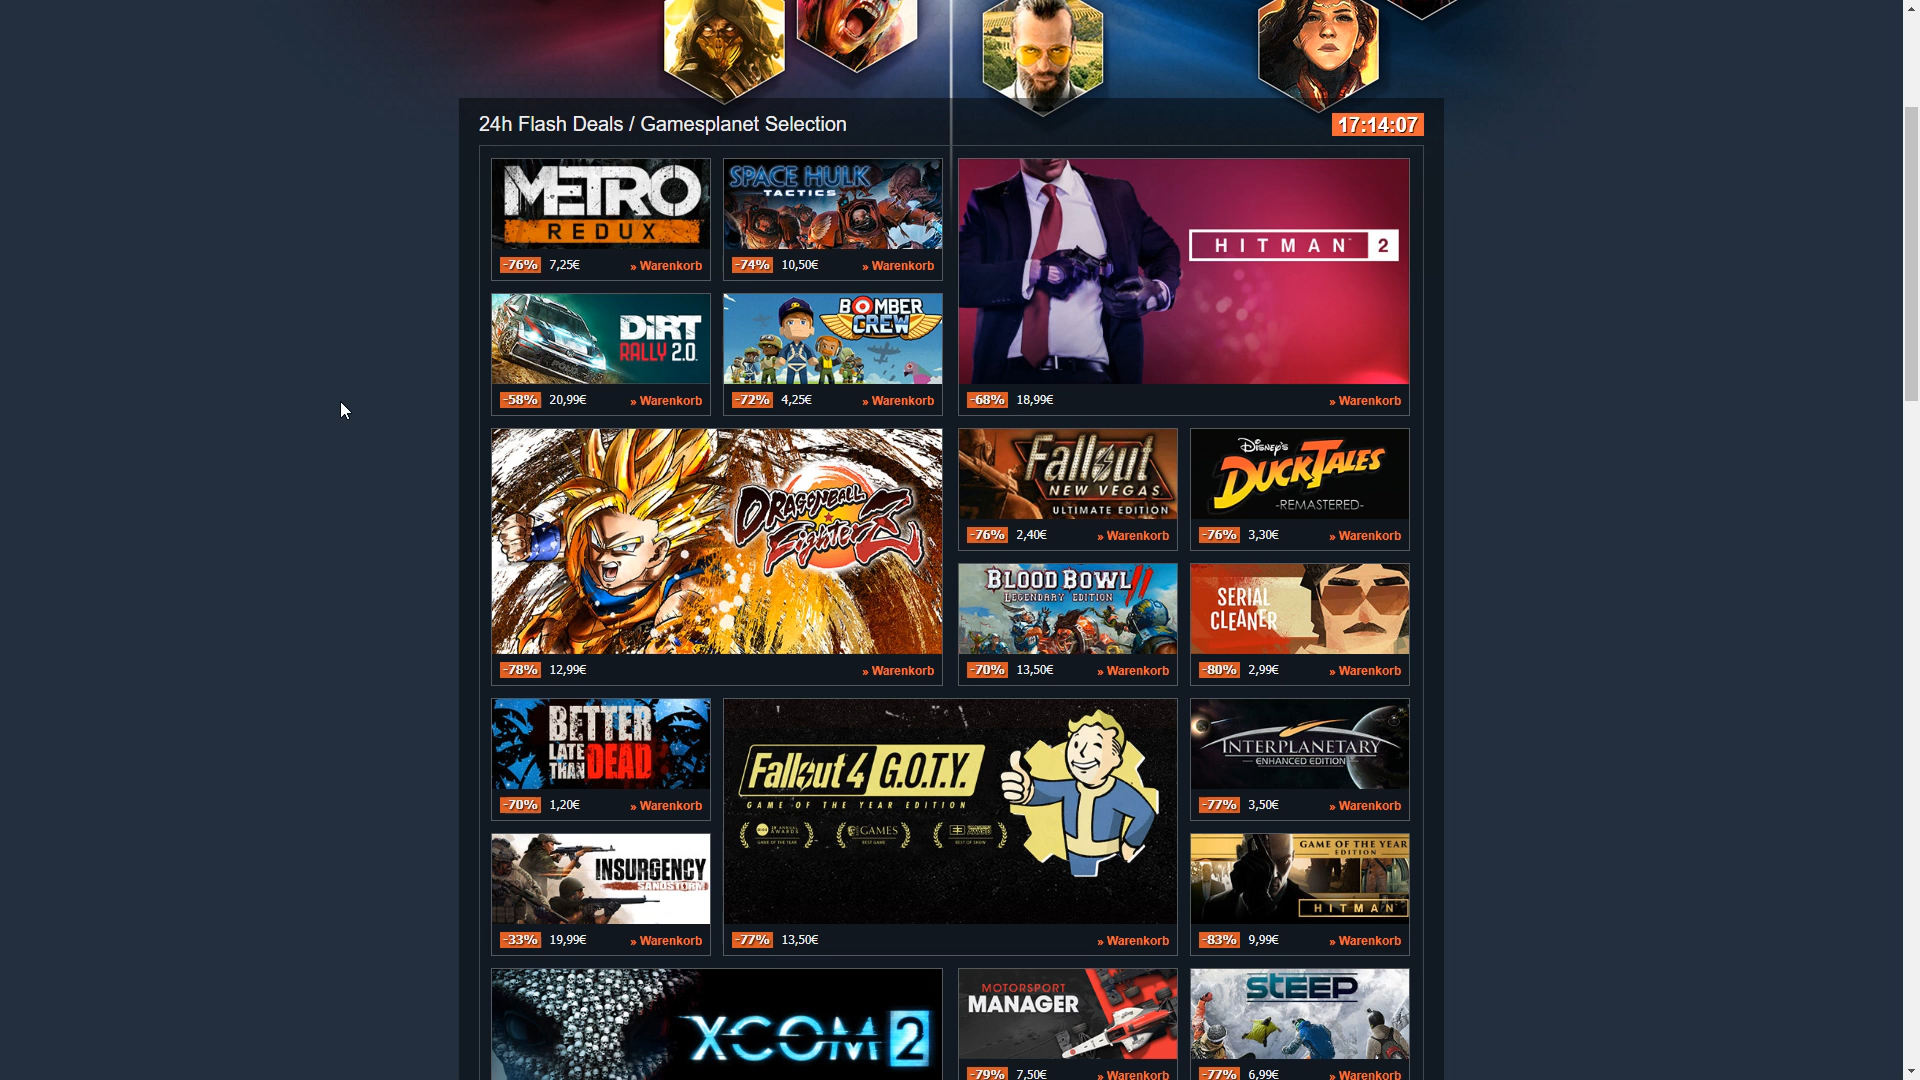 24h Flash Deals / Gamesplanet Selection
17:14:07
METRO
REDUX
-76% 7,25€ » Warenkorb
SPACE HULK
TACTICS
-74% 10,50€ » Warenkorb
HITMAN 2
-68% 18,99€ » Warenkorb
DiRT
RALLY 2.0
-58% 20,99€ » Warenkorb
BOMBER
CREW
-72% 4,25€ » Warenkorb
DRAGONBALL
FighterZ
-78% 12,99€ » Warenkorb
Fallout
NEW VEGAS
ULTIMATE EDITION
-76% 2,40€ » Warenkorb
DISNEY'S
DUCKTALES
-REMASTERED-
-76% 3,30€ » Warenkorb
BLOOD BOWL II
LEGENDARY EDITION
-70% 13,50€ » Warenkorb
SERIAL
CLEANER
-80% 2,99€ » Warenkorb
BETTER
LATE
THAN DEAD
-70% 1,20€ » Warenkorb
Fallout 4 G.O.T.Y.
GAME OF THE YEAR EDITION
-77% 13,50€ » Warenkorb
INTERPLANETARY
ENHANCED EDITION
-77% 3,50€ » Warenkorb
INSURGENCY
SANDSTORM
-33% 19,99€ » Warenkorb
GAME OF THE YEAR
EDITION
HITMAN
-83% 9,99€ » Warenkorb
XCOM 2
MOTORSPORT
MANAGER
-79% 7,50€ » Warenkorb
STEEP
-77% 6,99€ » Warenkorb